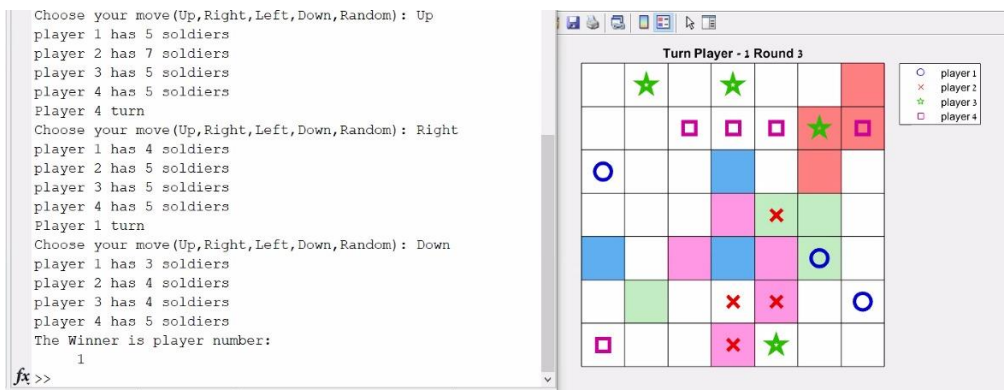 Choose your move(Up,Right,Left,Down,Random): Up
player 1 has 5 soldiers
player 2 has 7 soldiers
player 3 has 5 soldiers
player 4 has 5 soldiers
Player 4 turn
Choose your move(Up,Right,Left,Down,Random): Right
player 1 has 4 soldiers
player 2 has 5 soldiers
player 3 has 5 soldiers
player 4 has 5 soldiers
Player 1 turn
Choose your move(Up,Right,Left,Down,Random): Down
player 1 has 3 soldiers
player 2 has 4 soldiers
player 3 has 4 soldiers
player 4 has 5 soldiers
The Winner is player number:
1
fx >>
Turn Player - 1 Round 3
player 1
player 2
player 3
player 4